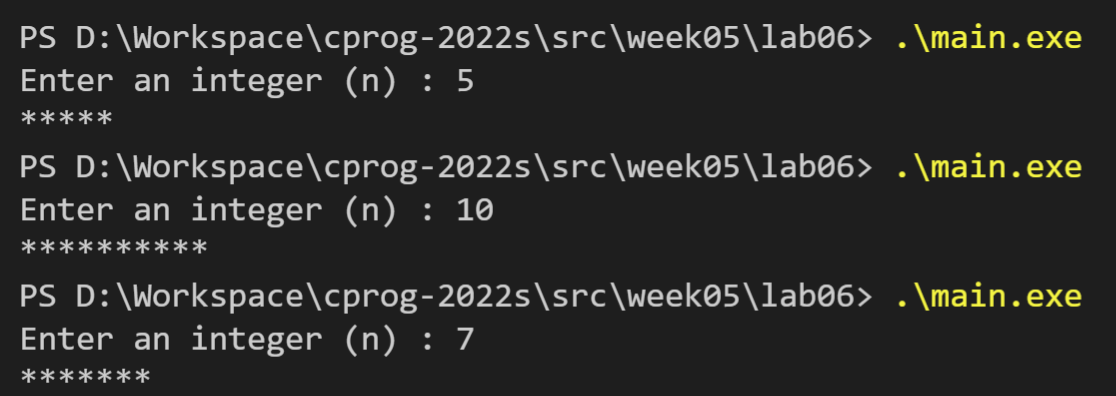 PS D:\Workspace\cprog-2022s\src\week05\lab06> .\main.exe
Enter an integer (n) : 5
*****
PS D:\Workspace\cprog-2022s\src\week05\lab06> .\main.exe
Enter an integer (n) : 10
**********
PS D:\Workspace\cprog-2022s\src\week05\lab06> .\main.exe
Enter an integer (n) : 7
*******